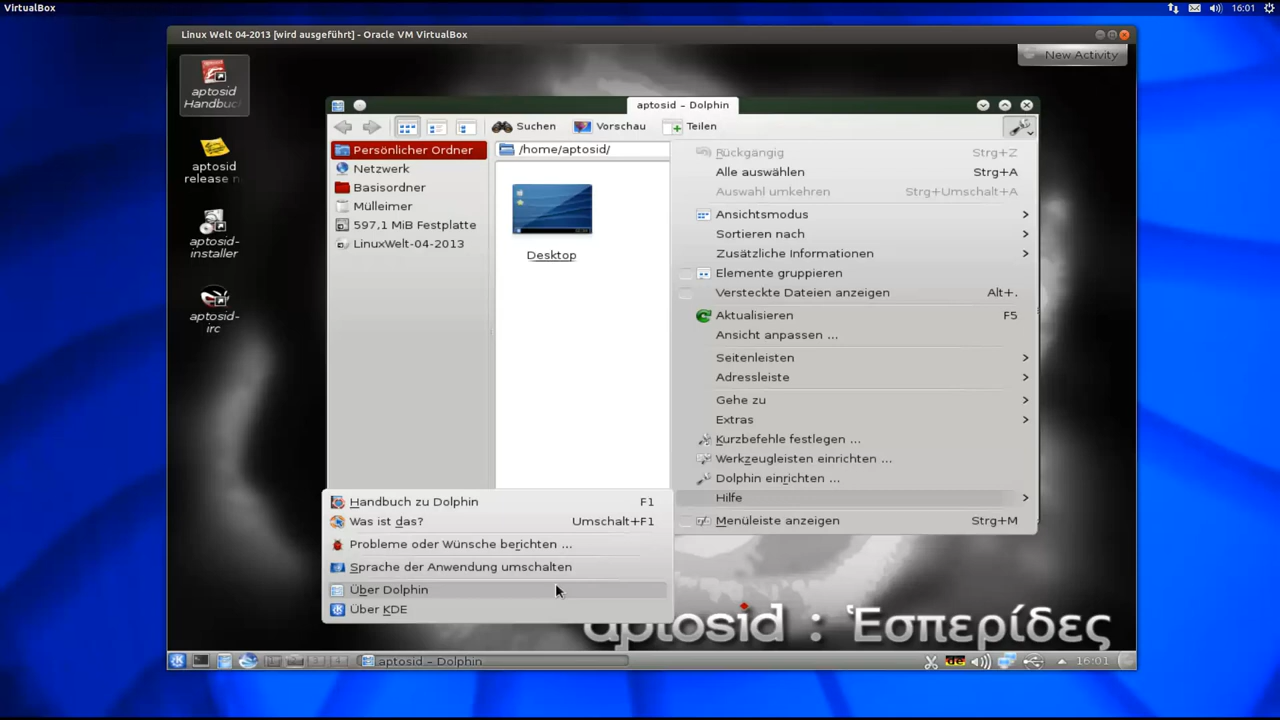 VirtualBox
16:01
Linux Welt 04-2013 [wird ausgeführt] - Oracle VM VirtualBox
New Activity
aptosid
Handbuc
aptosid
release n
aptosid-
installer
aptosid-
irc
aptosid – Dolphin
Suchen
Vorschau
Teilen
Persönlicher Ordner
Netzwerk
Basisordner
Mülleimer
597,1 MiB Festplatte
LinuxWelt-04-2013
/home/aptosid/
Desktop
Rückgängig Strg+Z
Alle auswählen Strg+A
Auswahl umkehren Strg+Umschalt+A
Ansichtsmodus
Sortieren nach
Zusätzliche Informationen
Elemente gruppieren
Versteckte Dateien anzeigen Alt+.
Aktualisieren F5
Ansicht anpassen ...
Seitenleisten
Adressleiste
Gehe zu
Extras
Kurzbefehle festlegen ...
Werkzeugleisten einrichten ...
Dolphin einrichten ...
Hilfe
Menüleiste anzeigen Strg+M
Handbuch zu Dolphin F1
Was ist das? Umschalt+F1
Probleme oder Wünsche berichten ...
Sprache der Anwendung umschalten
Über Dolphin
Über KDE
aptosid : Ἑσπερίδες
aptosid – Dolphin
de
16:01